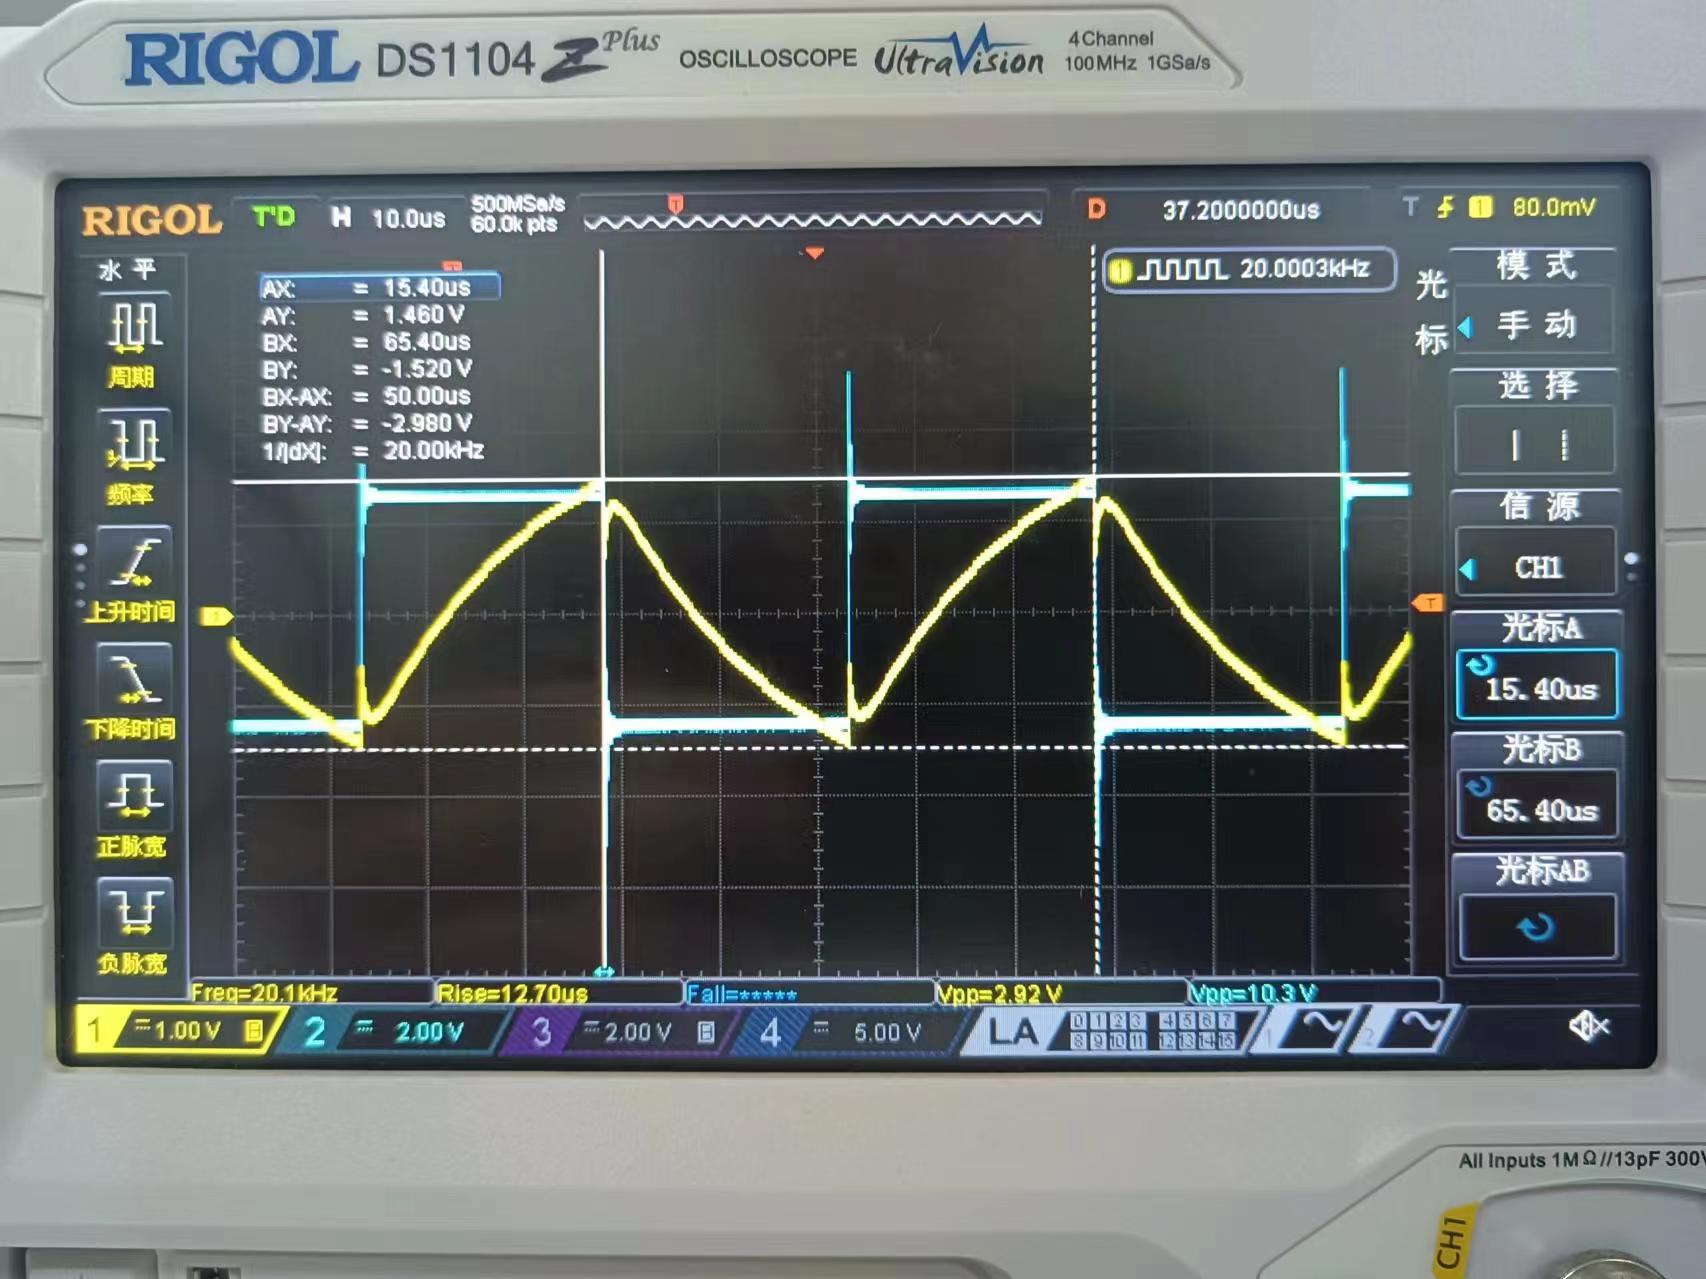 RIGOL DS1104 Z Plus OSCILLOSCOPE UltraVision 4 Channel 100MHz 1GSa/s
RIGOL T'D H 10.0us 500MSa/s 60.0k pts T D 37.2000000us T 1 80.0mV
水平
周期
频率
上升时间
下降时间
正脉宽
负脉宽
AX: = 15.40us
AY: = 1.460 V
BX: = 65.40us
BY: = -1.520 V
BX-AX: = 50.00us
BY-AY: = -2.980 V
1/|dX|: = 20.00kHz
1 20.0003kHz
1
T
光标
模式
手动
选择
信源
CH1
光标A
15.40us
光标B
65.40us
光标AB
Freq=20.1kHz Rise=12.70us Fall=***** Vpp=2.92 V Vpp=10.3 V
1 1.00 V B 2 2.00 V 3 2.00 V B 4 5.00 V LA 0 1 2 3 4 5 6 7 8 9 10 11 12 13 14 15 1 2
All Inputs 1MΩ//13pF 300V
CH1